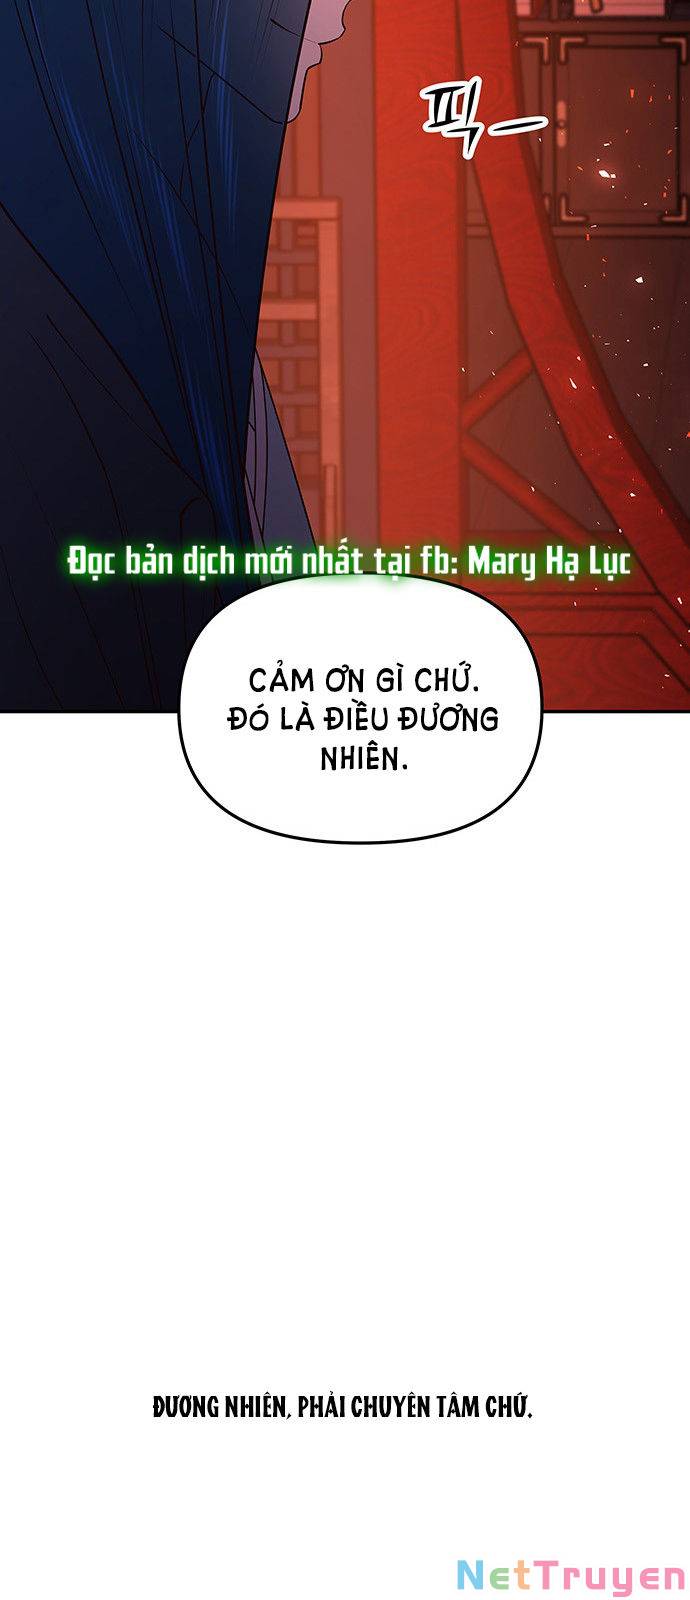 픽ㅡ
Đọc bản dịch mới nhất tại fb: Mary Hạ Lục
CẢM ƠN GÌ CHỨ.
ĐÓ LÀ ĐIỀU ĐƯƠNG
NHIÊN.
ĐƯƠNG NHIÊN, PHẢI CHUYÊN TÂM CHỨ.
NetTruyen